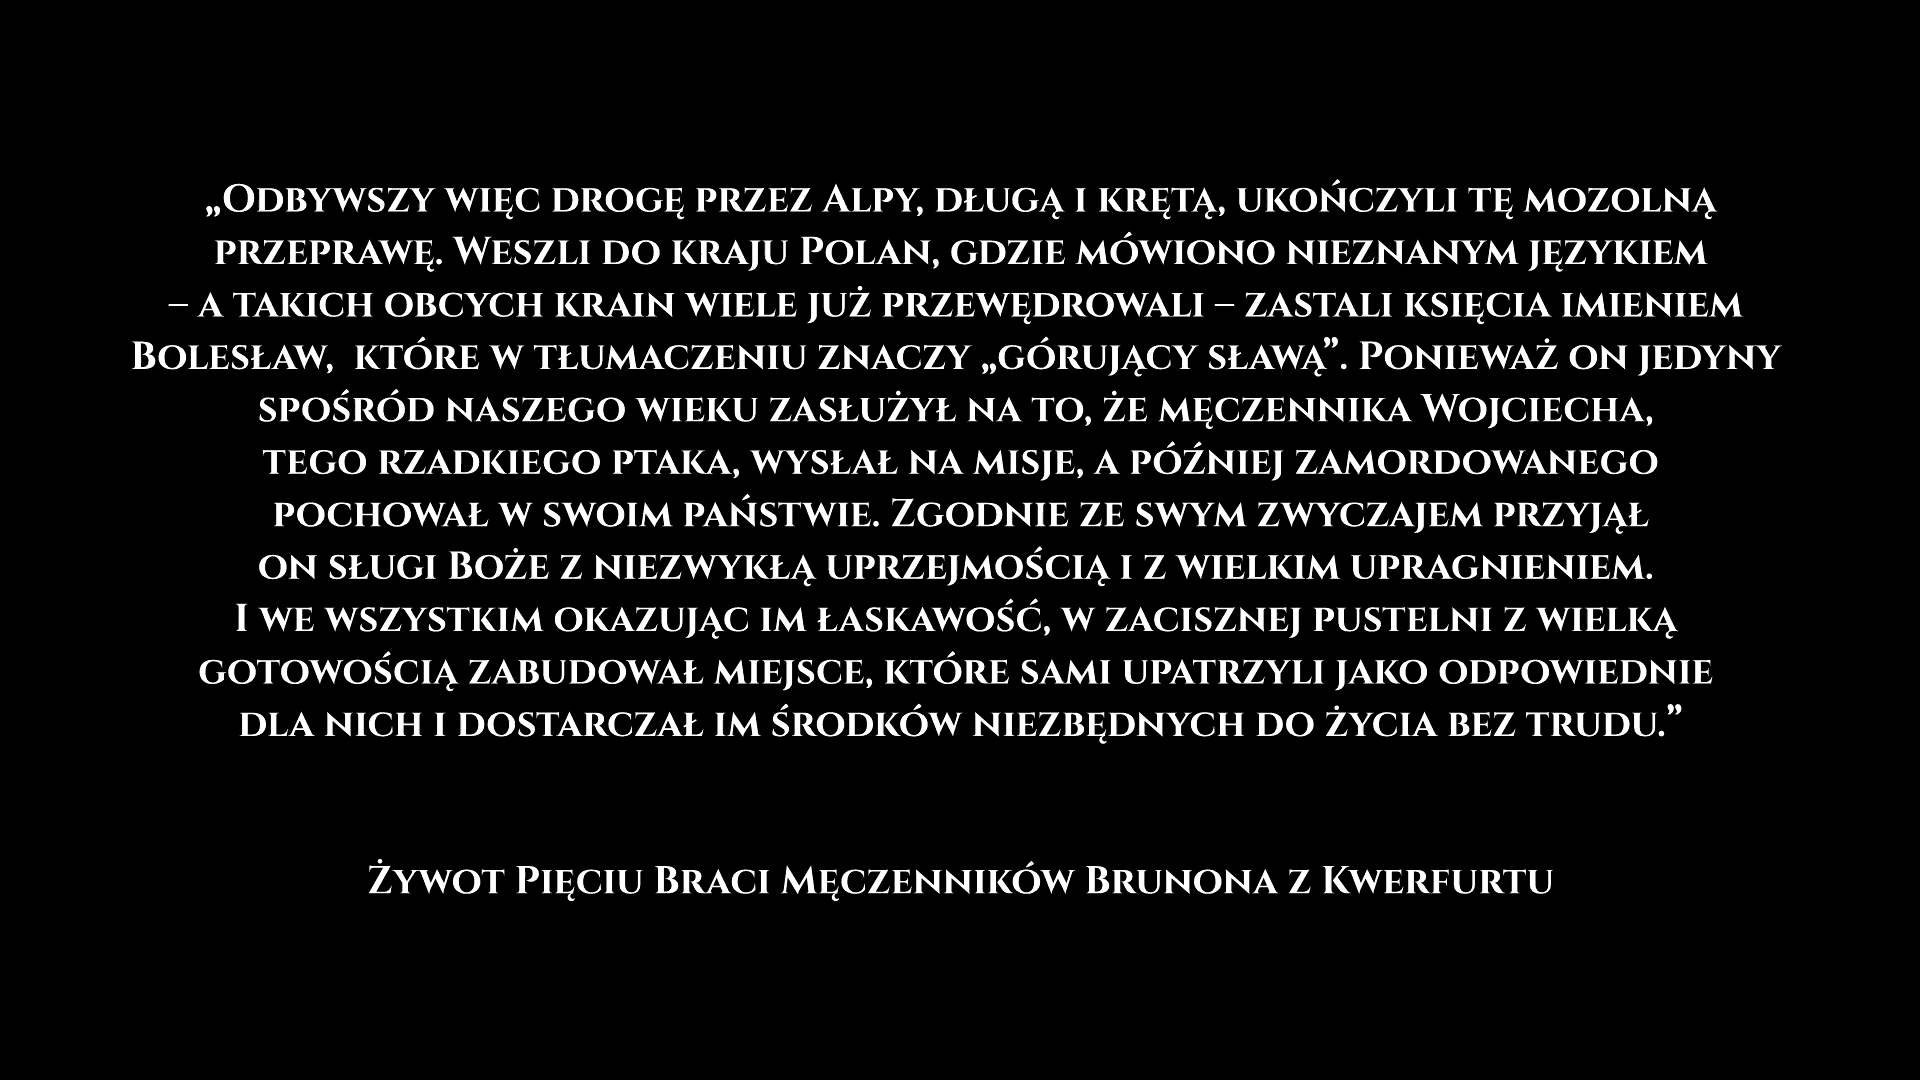 „Odbywszy więc drogę przez Alpy, długą i krętą, ukończyli tę mozolną
przeprawę. Weszli do kraju Polan, gdzie mówiono nieznanym językiem
– a takich obcych krain wiele już przewędrowali – zastali księcia imieniem
Bolesław, które w tłumaczeniu znaczy „górujący sławą”. Ponieważ on jedyny
spośród naszego wieku zasłużył na to, że męczennika Wojciecha,
tego rzadkiego ptaka, wysłał na misje, a później zamordowanego
pochował w swoim państwie. Zgodnie ze swym zwyczajem przyjął
on sługi Boże z niezwykłą uprzejmością i z wielkim upragnieniem.
I we wszystkim okazując im łaskawość, w zacisznej pustelni z wielką
gotowością zabudował miejsce, które sami upatrzyli jako odpowiednie
dla nich i dostarczał im środków niezbędnych do życia bez trudu.”
Żywot Pięciu Braci Męczenników Brunona z Kwerfurtu